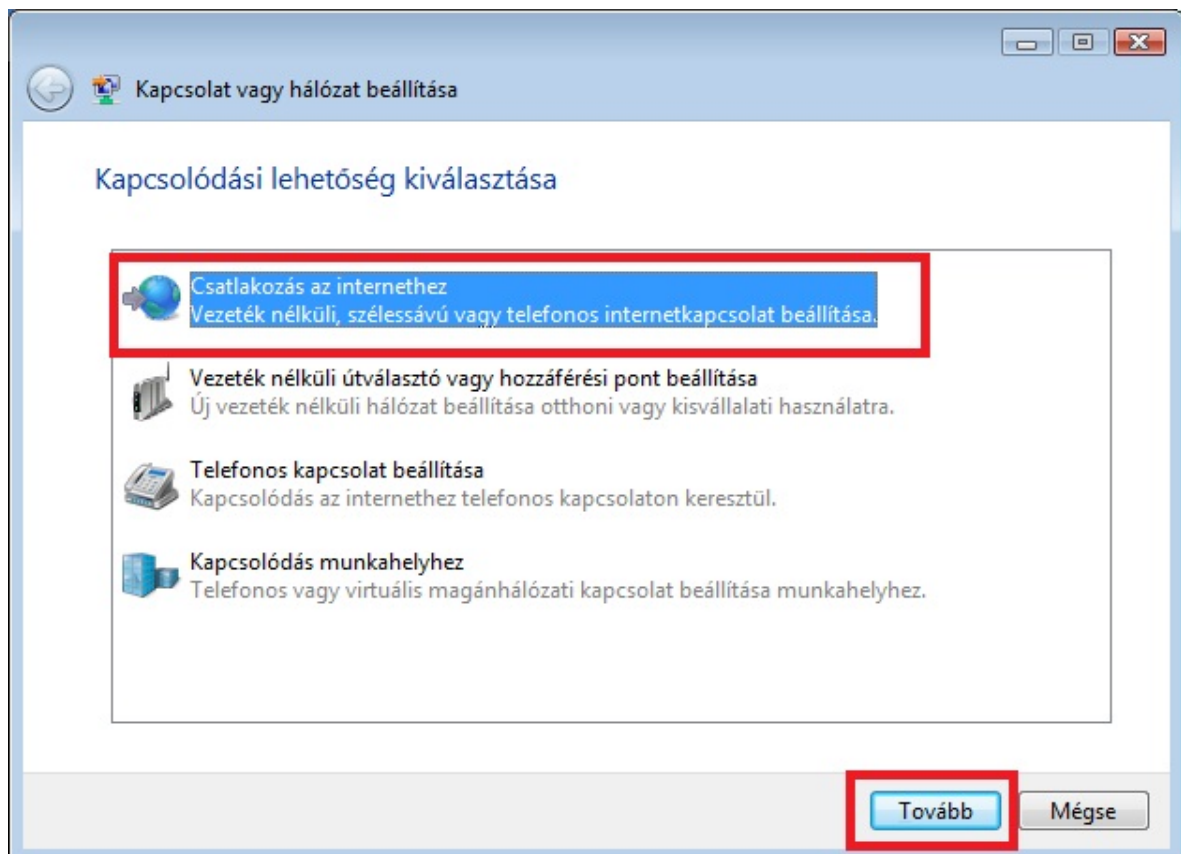 Kapcsolat vagy hálózat beállítása
Kapcsolódási lehetőség kiválasztása
Csatlakozás az internethez
Vezeték nélküli, szélessávú vagy telefonos internetkapcsolat beállítása.
Vezeték nélküli útválasztó vagy hozzáférési pont beállítása
Új vezeték nélküli hálózat beállítása otthoni vagy kisvállalati használatra.
Telefonos kapcsolat beállítása
Kapcsolódás az internethez telefonos kapcsolaton keresztül.
Kapcsolódás munkahelyhez
Telefonos vagy virtuális magánhálózati kapcsolat beállítása munkahelyhez.
Tovább Mégse